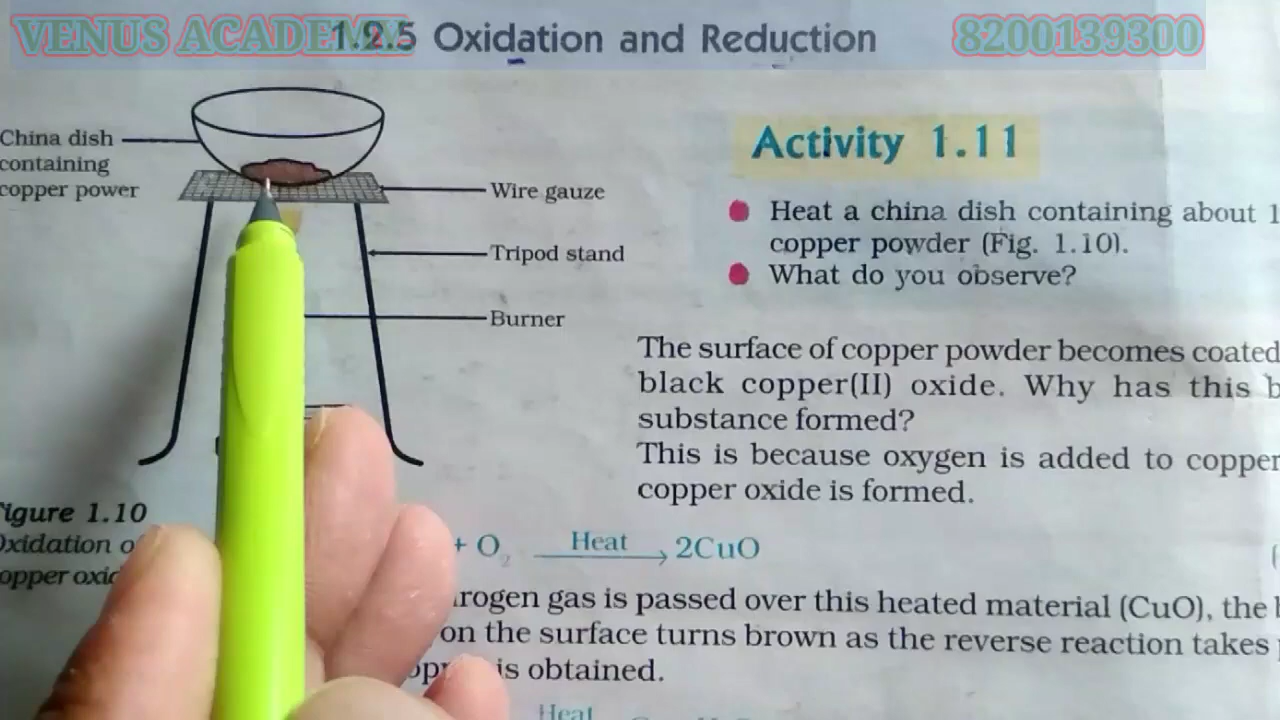 VENUS ACADEMY
1.2.5 Oxidation and Reduction
8200139300
China dish
containing
copper power
Wire gauze
Tripod stand
Burner
Activity 1.11
Heat a china dish containing about 1
copper powder (Fig. 1.10).
What do you observe?
The surface of copper powder becomes coated
black copper(II) oxide. Why has this b
substance formed?
This is because oxygen is added to copper
copper oxide is formed.
igure 1.10
Oxidation o
opper oxid
+ O₂ Heat 2CuO
rogen gas is passed over this heated material (CuO), the b
on the surface turns brown as the reverse reaction takes
is obtained.
Heat